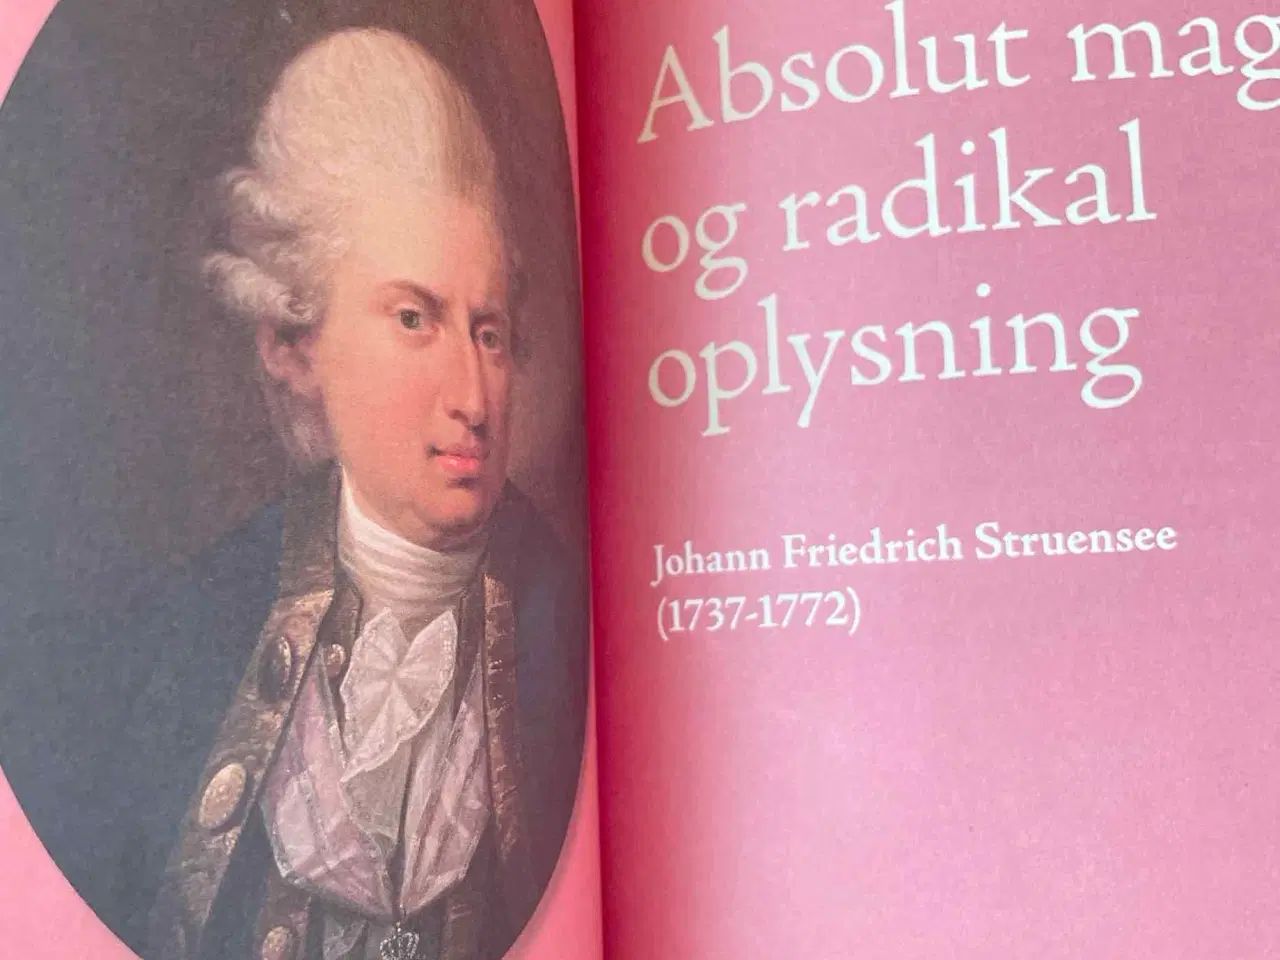 Absolut mag
og radikal
oplysning
Johann Friedrich Struensee
(1737-1772)